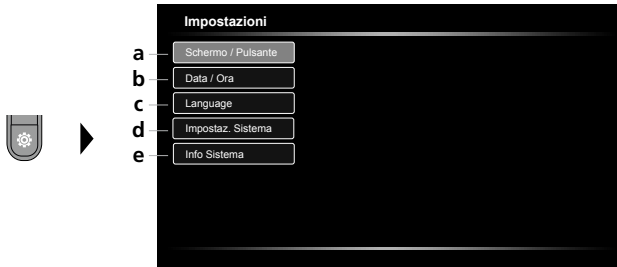 Impostazioni
a Schermo / Pulsante
b Data / Ora
c Language
d Impostaz. Sistema
e Info Sistema